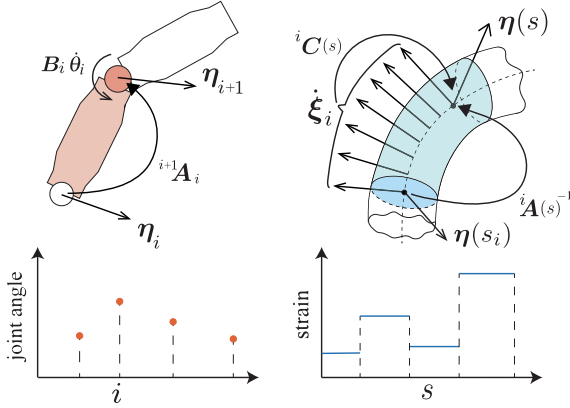 B_i θ̇_i
η_{i+1}
^{i+1}A_i
η_i
η(s)
^iC(s)
ξ̇_i
^iA(s)^{-1}
η(s_i)
joint angle
i
strain
s